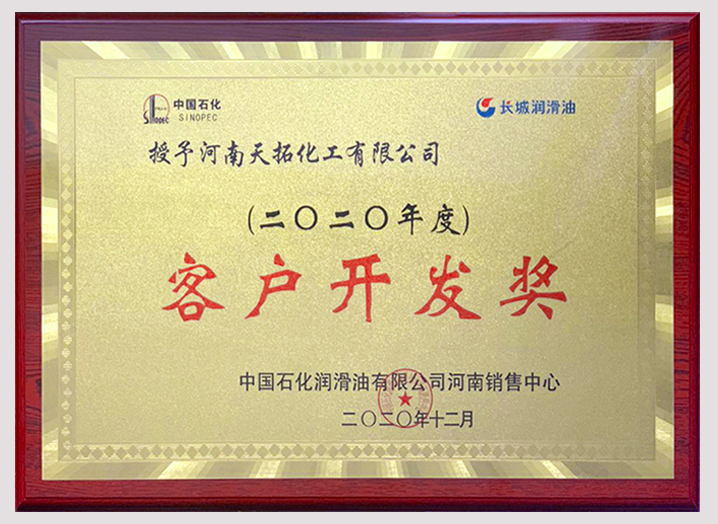 中国石化
SINOPEC
SINOPEC
长城润滑油
授予河南天拓化工有限公司
(二〇二〇年度)
客户开发奖
中国石化润滑油有限公司河南销售中心
二〇二〇年十二月